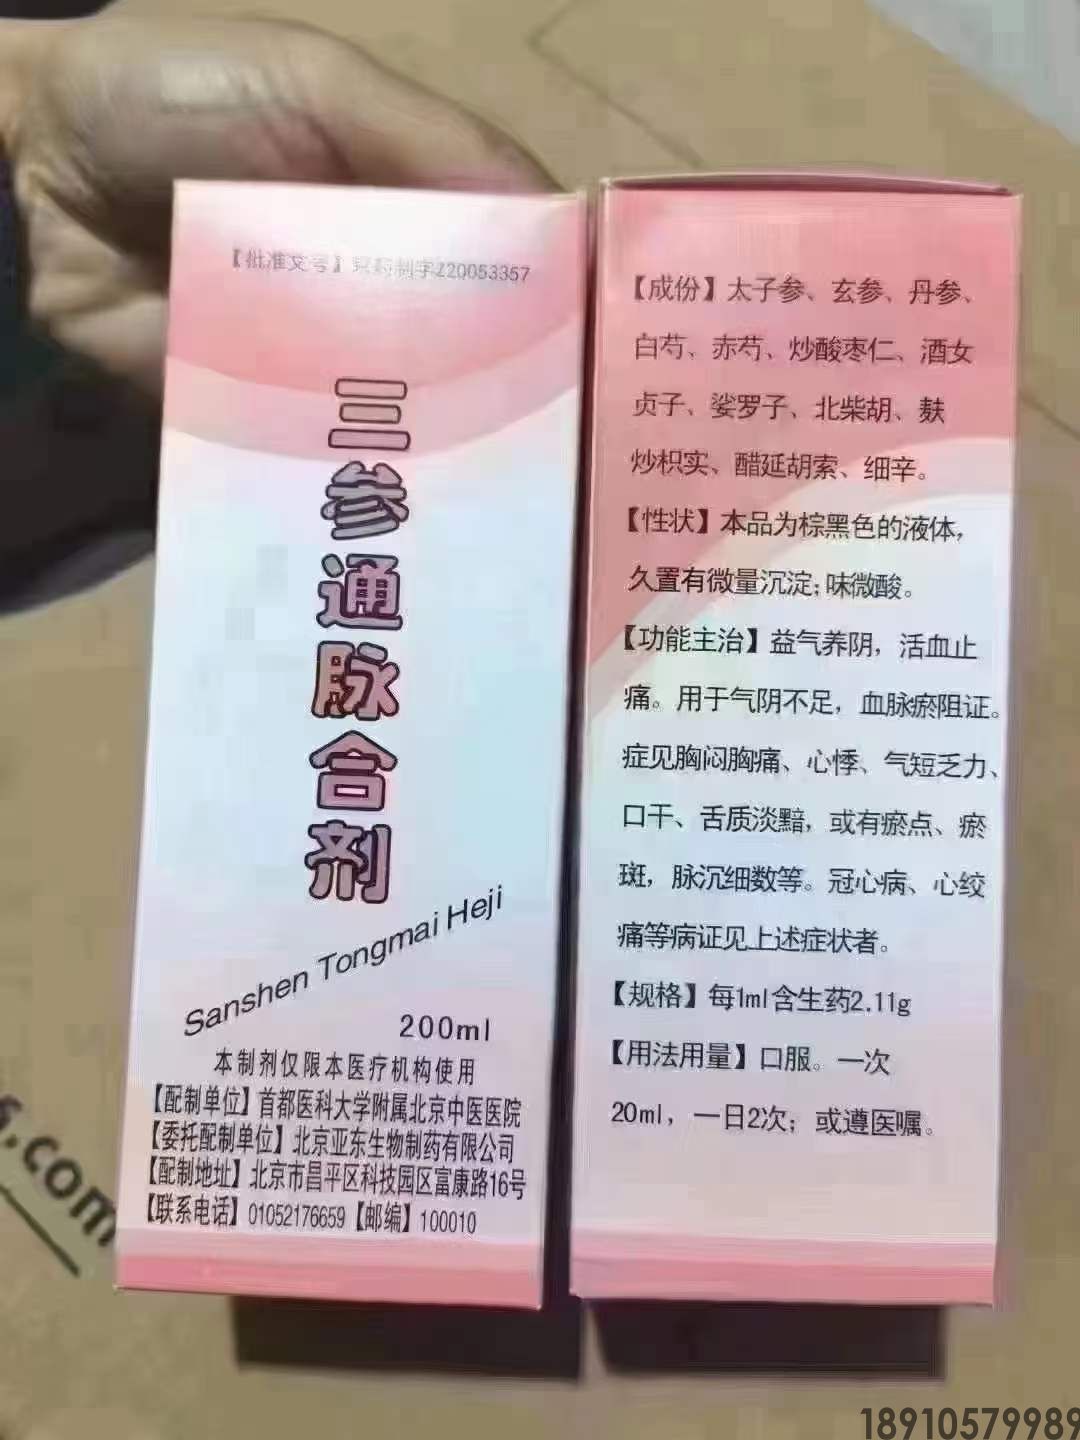 【批准文号】京药制字Z20053357
三参通脉合剂
Sanshen Tongmai Heji
200ml
本制剂仅限本医疗机构使用
【配制单位】首都医科大学附属北京中医医院
【委托配制单位】北京亚东生物制药有限公司
【配制地址】北京市昌平区科技园区富康路16号
【联系电话】01052176659【邮编】100010
【成份】太子参、玄参、丹参、
白芍、赤芍、炒酸枣仁、酒女
贞子、娑罗子、北柴胡、麸
炒枳实、醋延胡索、细辛。
【性状】本品为棕黑色的液体，
久置有微量沉淀；味微酸。
【功能主治】益气养阴，活血止
痛。用于气阴不足，血脉瘀阻证。
症见胸闷胸痛、心悸、气短乏力、
口干、舌质淡黯，或有瘀点、瘀
斑，脉沉细数等。冠心病、心绞
痛等病证见上述症状者。
【规格】每1ml含生药2.11g
【用法用量】口服。一次
20ml，一日2次；或遵医嘱。
s.com
18910579989